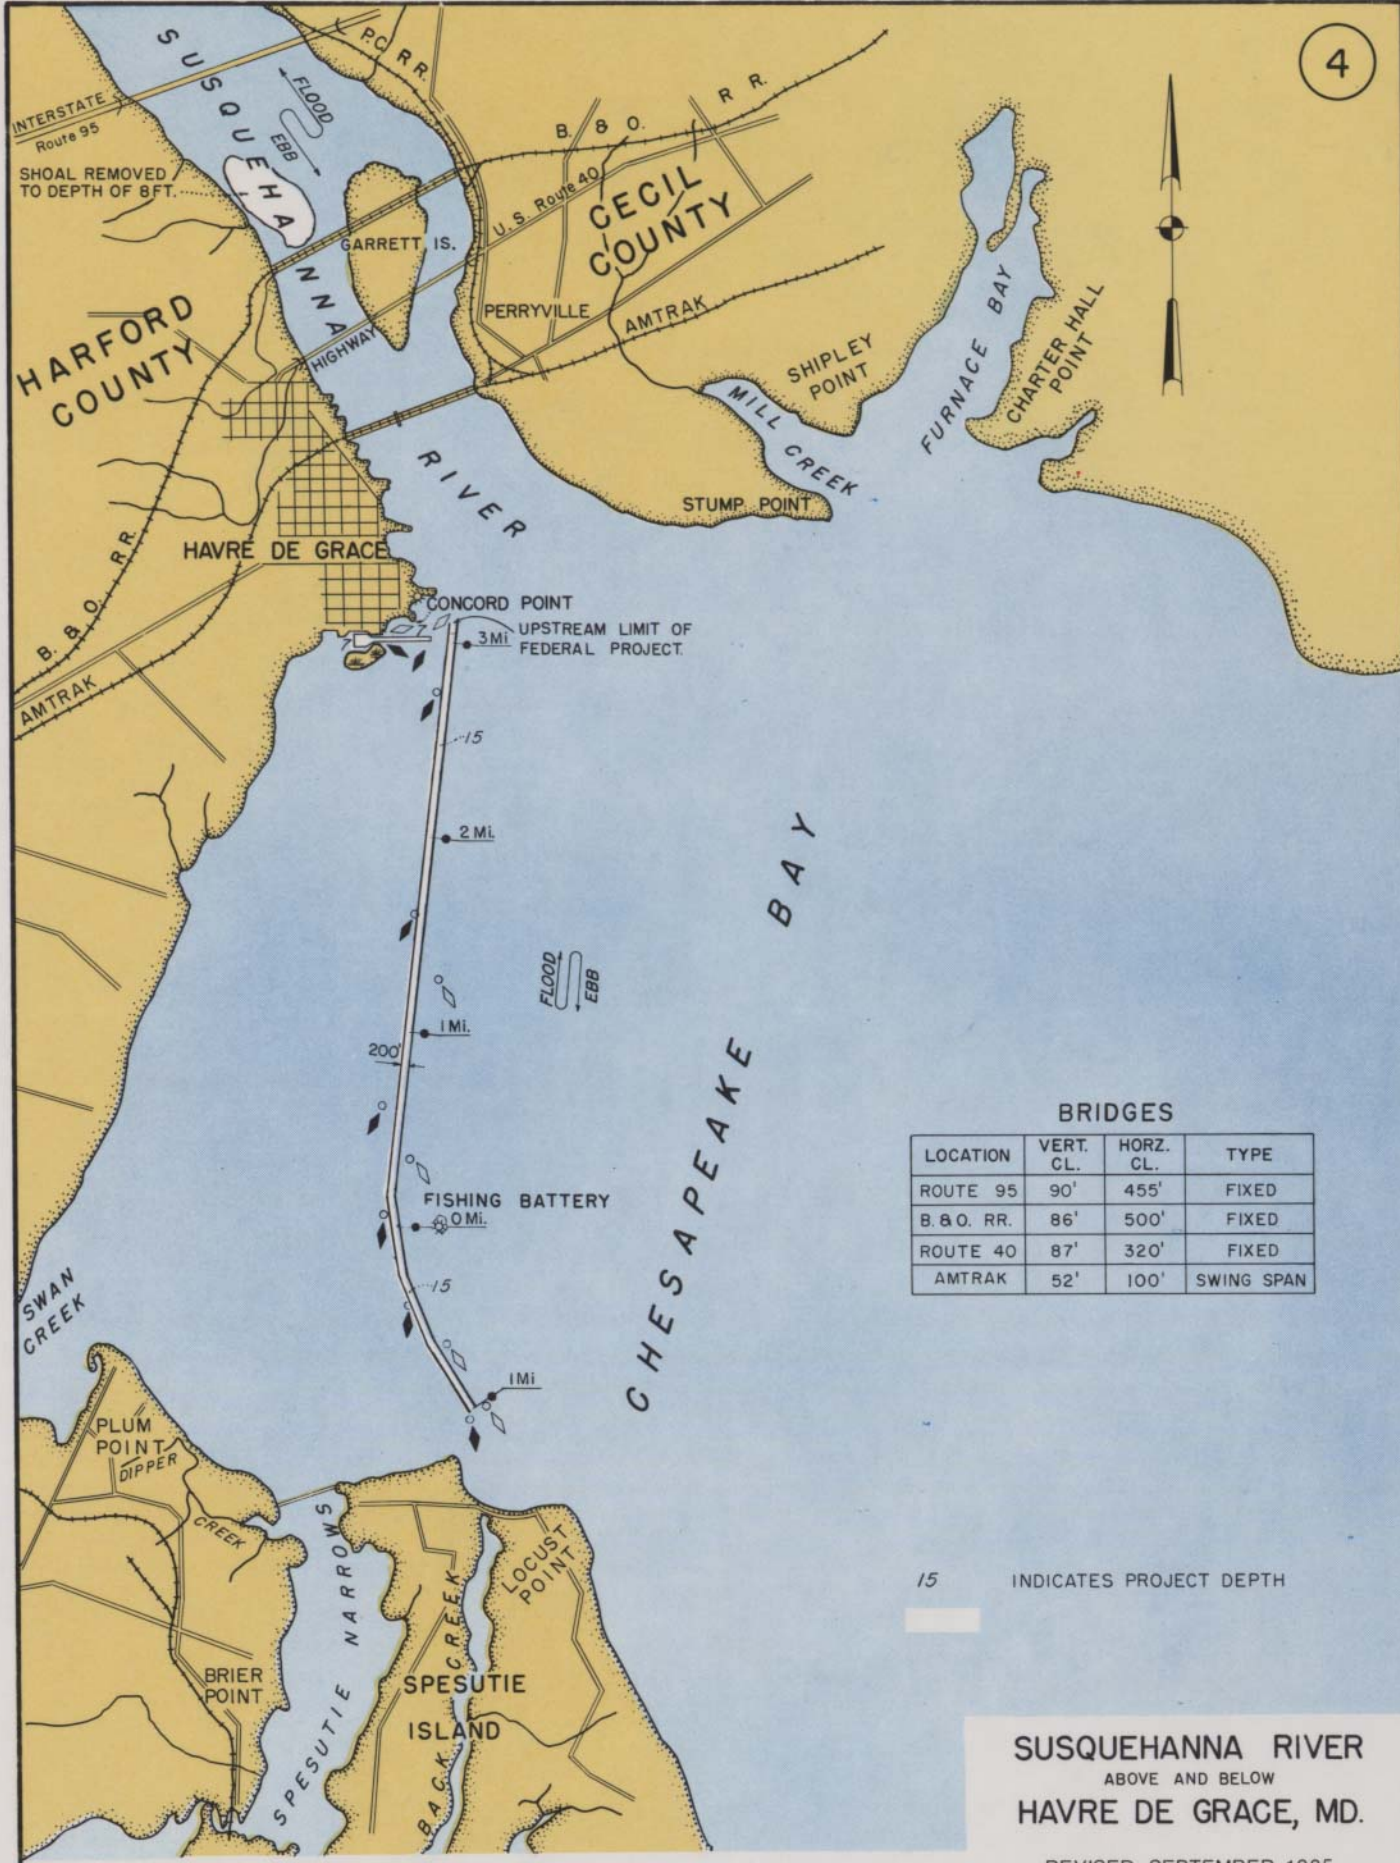 4
SUSQUEHANNA RIVER
P.C. R.R.
FLOOD
EBB
INTERSTATE
Route 95
SHOAL REMOVED
TO DEPTH OF 8FT.
B. & O. R R.
U.S. Route 40
CECIL
COUNTY
GARRETT IS.
HIGHWAY
PERRYVILLE
AMTRAK
HARFORD
COUNTY
SHIPLEY
POINT
MILL CREEK
FURNACE BAY
CHARTER HALL
POINT
STUMP POINT
HAVRE DE GRACE
B. & O. RR.
AMTRAK
CONCORD POINT
UPSTREAM LIMIT OF
FEDERAL PROJECT.
3Mi
15
2 Mi.
FLOOD
EBB
1 Mi.
200'
CHESAPEAKE BAY
FISHING BATTERY
0 Mi.
15
1Mi
BRIDGES
LOCATION VERT. CL. HORZ. CL. TYPE
ROUTE 95 90' 455' FIXED
B. & O. RR. 86' 500' FIXED
ROUTE 40 87' 320' FIXED
AMTRAK 52' 100' SWING SPAN
SWAN
CREEK
PLUM
POINT
DIPPER
CREEK
SPESUTIE NARROWS
BACK CREEK
LOCUST
POINT
BRIER
POINT
SPESUTIE
ISLAND
15 INDICATES PROJECT DEPTH
SUSQUEHANNA RIVER
ABOVE AND BELOW
HAVRE DE GRACE, MD.
REVISED SEPTEMBER